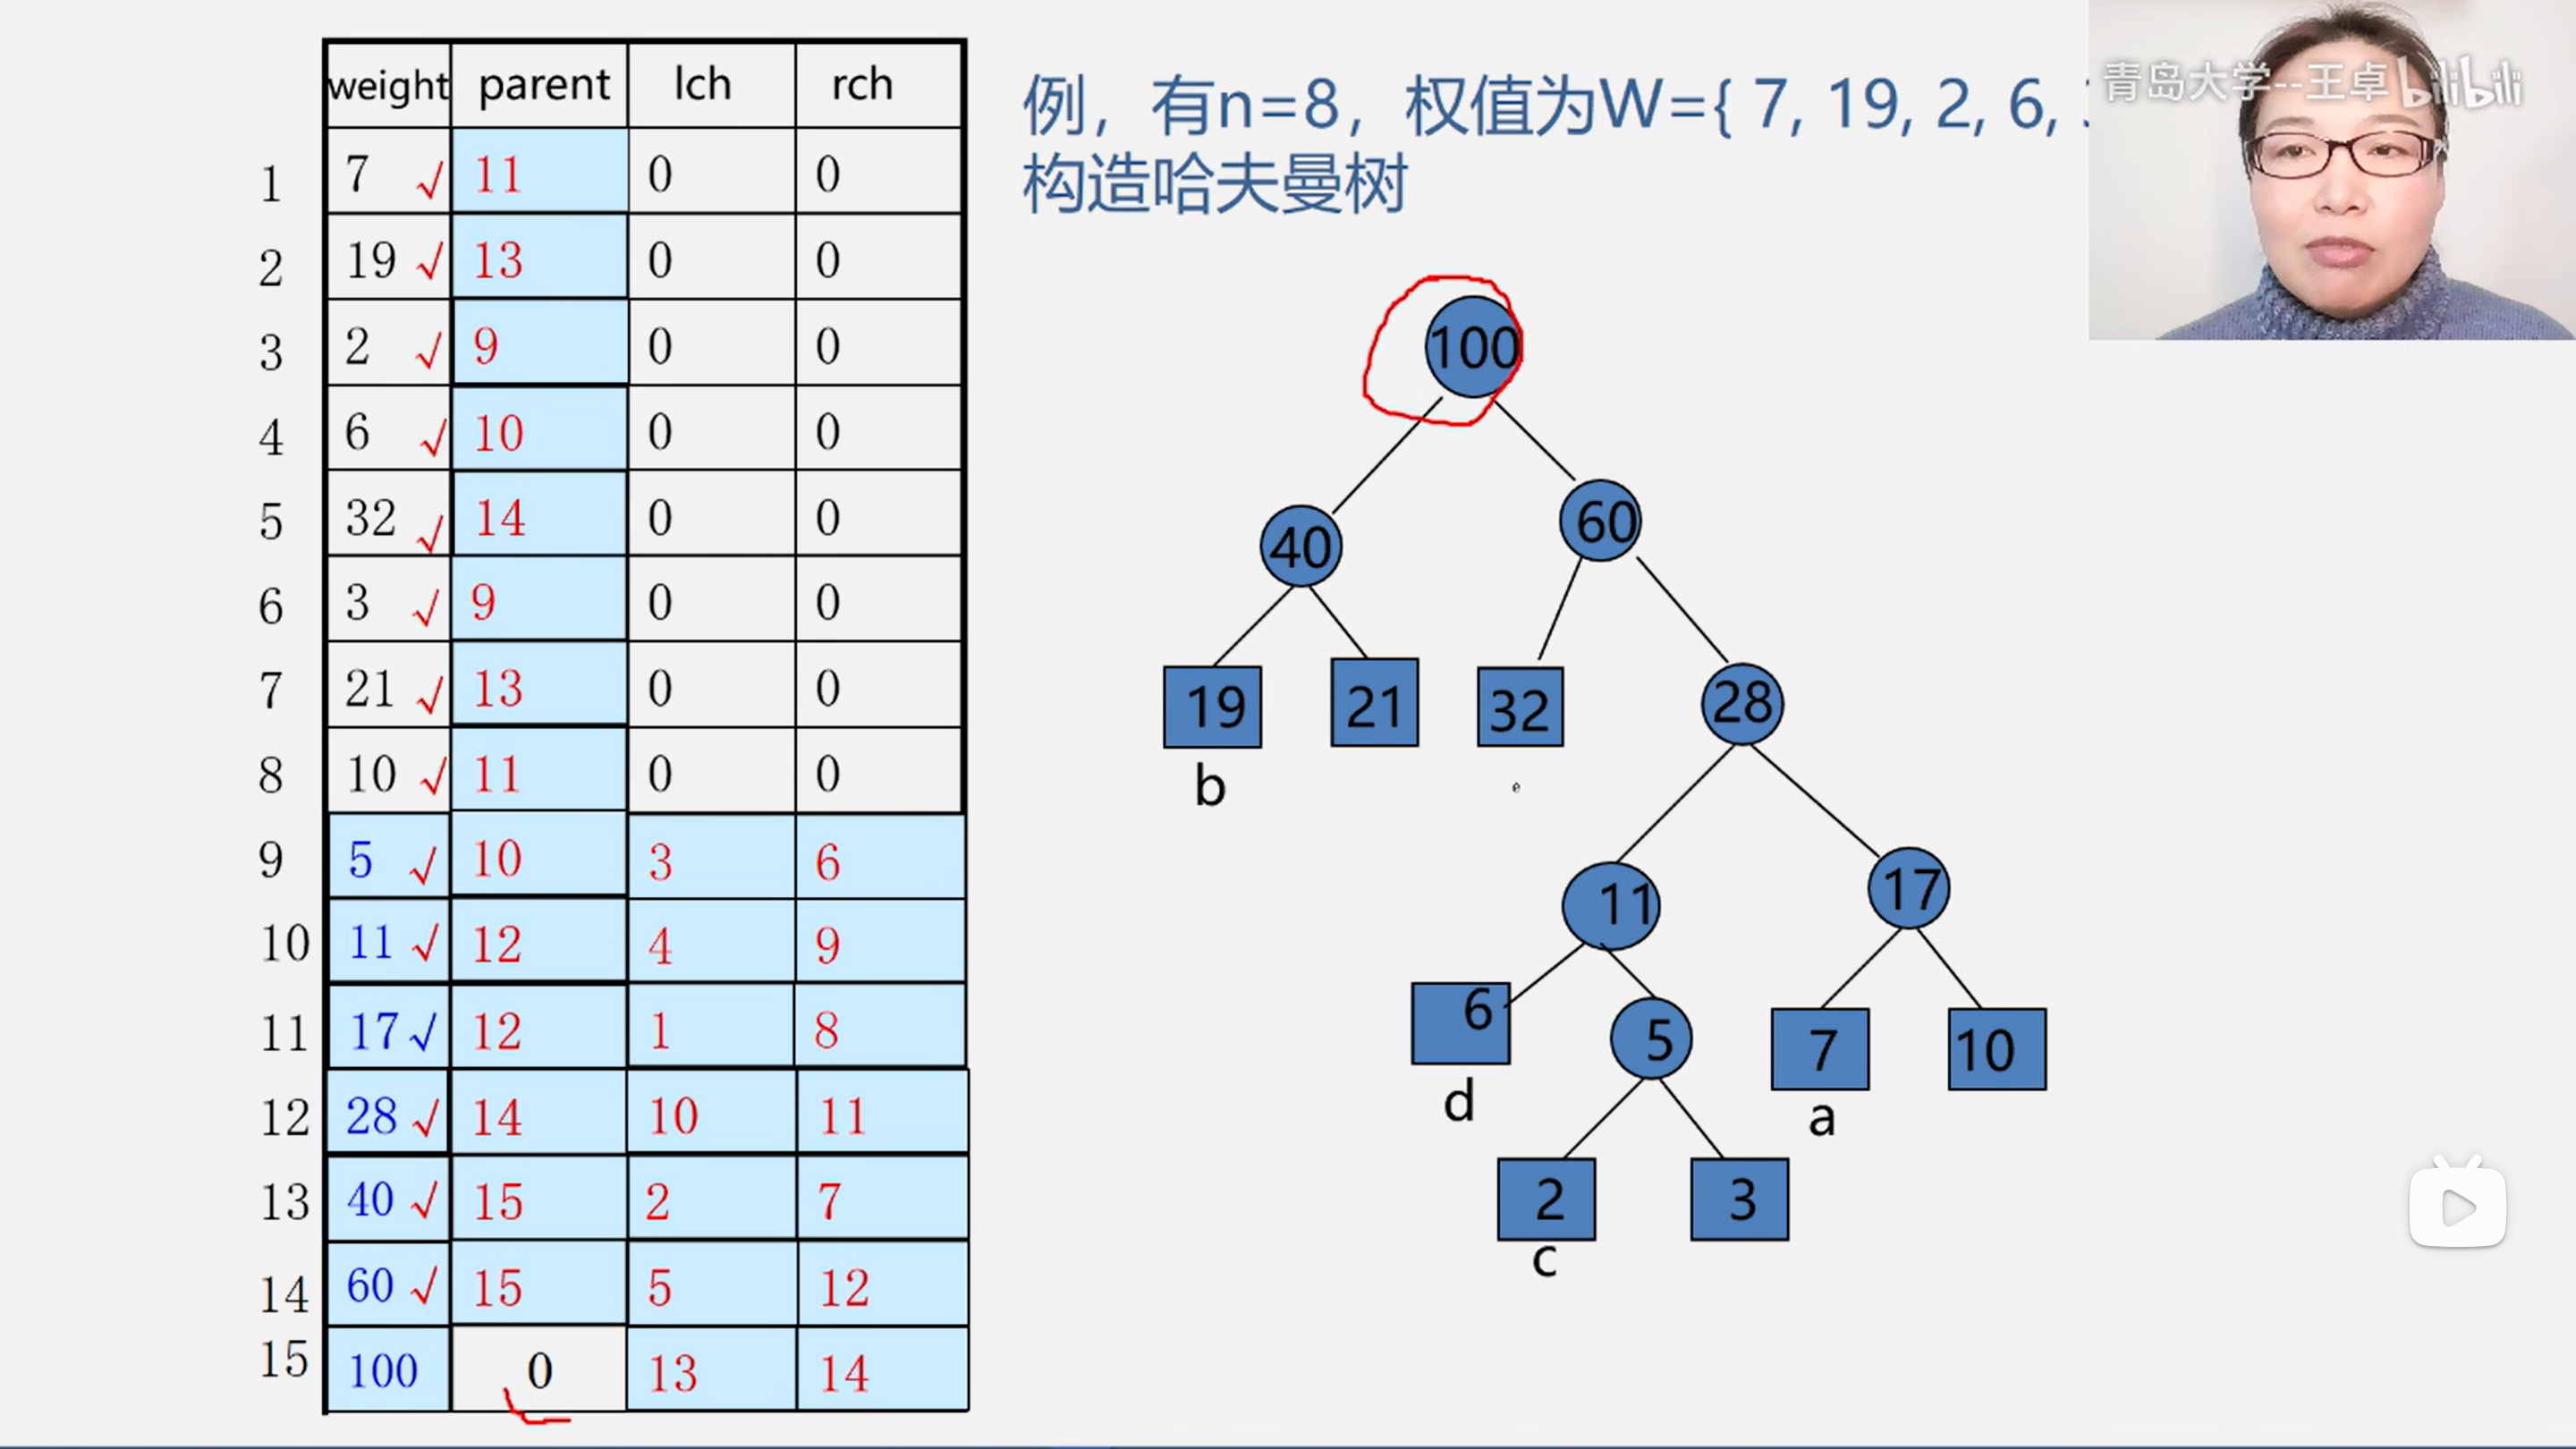 weight parent lch rch
1 7 √ 11 0 0
2 19 √ 13 0 0
3 2 √ 9 0 0
4 6 √ 10 0 0
5 32 √ 14 0 0
6 3 √ 9 0 0
7 21 √ 13 0 0
8 10 √ 11 0 0
9 5 √ 10 3 6
10 11 √ 12 4 9
11 17 √ 12 1 8
12 28 √ 14 10 11
13 40 √ 15 2 7
14 60 √ 15 5 12
15 100 0 13 14
例，有n=8，权值为W={ 7, 19, 2, 6,
构造哈夫曼树
青岛大学--王卓 bilibili
100
40 60
19 21 32 28
b e
11 17
6 5 7 10
d a
2 3
c